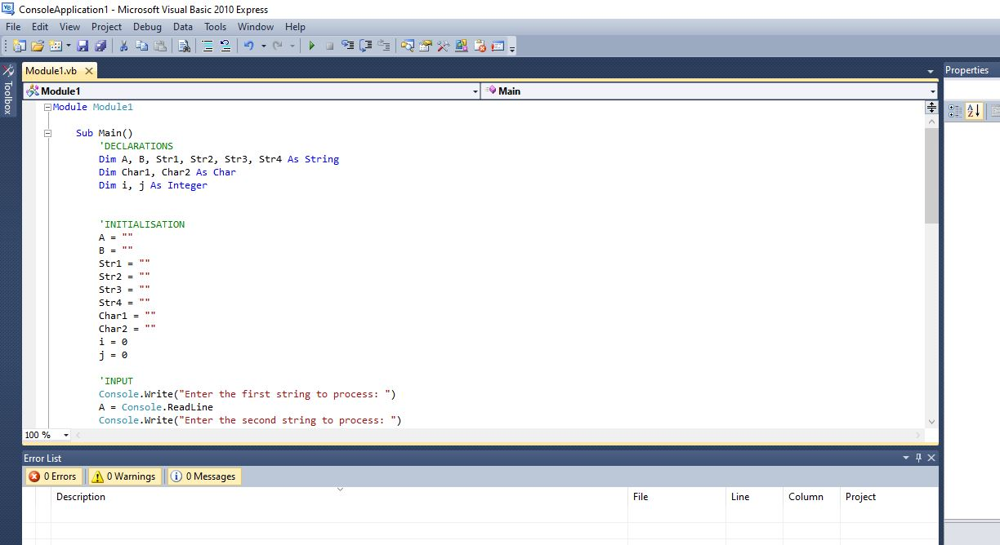 ConsoleApplication1 - Microsoft Visual Basic 2010 Express
File Edit View Project Debug Data Tools Window Help
Module1.vb
Properties
Toolbox
Module1 Main
Module Module1
Sub Main()
'DECLARATIONS
Dim A, B, Str1, Str2, Str3, Str4 As String
Dim Char1, Char2 As Char
Dim i, j As Integer
'INITIALISATION
A = ""
B = ""
Str1 = ""
Str2 = ""
Str3 = ""
Str4 = ""
Char1 = ""
Char2 = ""
i = 0
j = 0
'INPUT
Console.Write("Enter the first string to process: ")
A = Console.ReadLine
Console.Write("Enter the second string to process: ")
100 %
Error List
0 Errors 0 Warnings 0 Messages
Description File Line Column Project